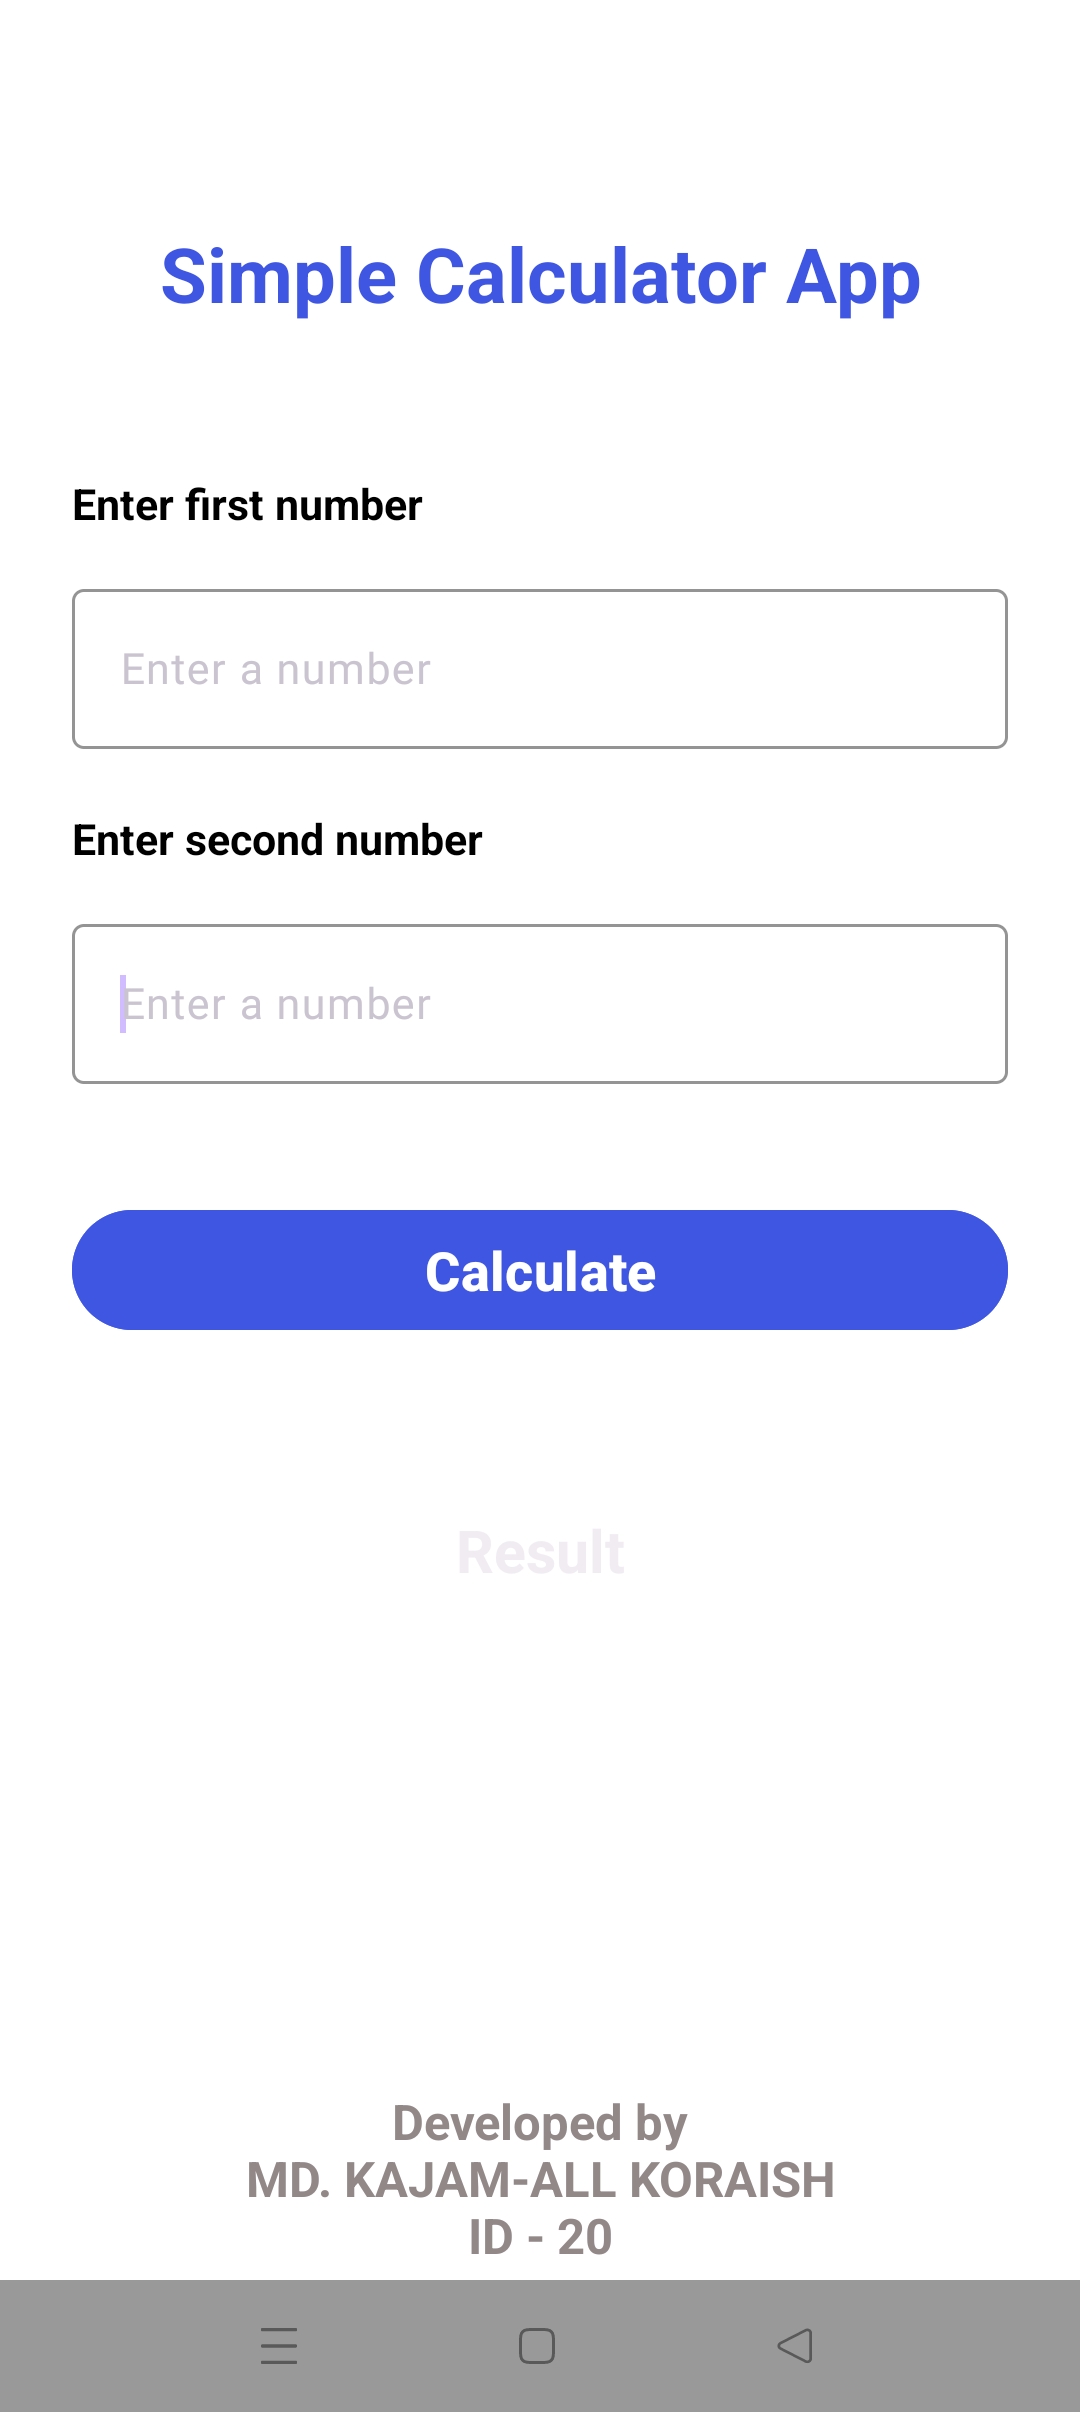 Simple Calculator App
Enter first number
Enter a number
Enter second number
Enter a number
Calculate
Result
Developed by
MD. KAJAM-ALL KORAISH
ID - 20